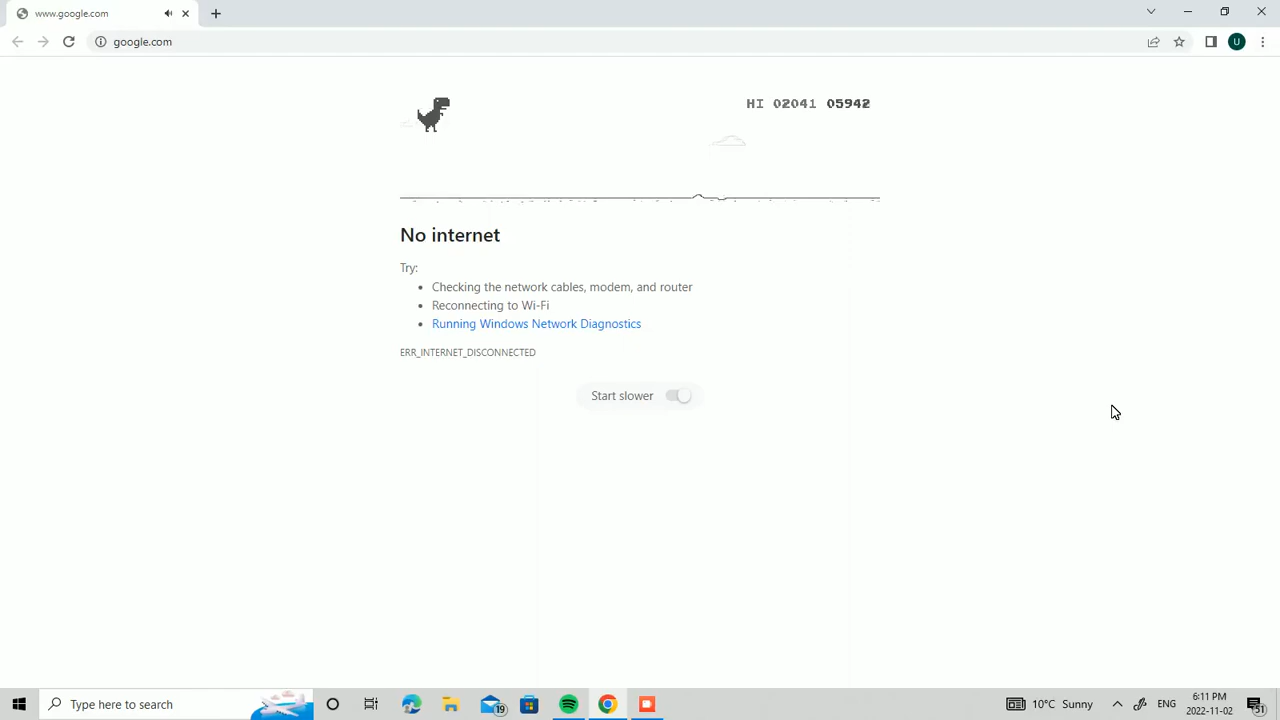 www.google.com
google.com
U
HI 02041 05942
No internet
Try:
Checking the network cables, modem, and router
Reconnecting to Wi-Fi
Running Windows Network Diagnostics
ERR_INTERNET_DISCONNECTED
Start slower
Type here to search
19
10°C Sunny
ENG
6:11 PM
2022-11-02
51